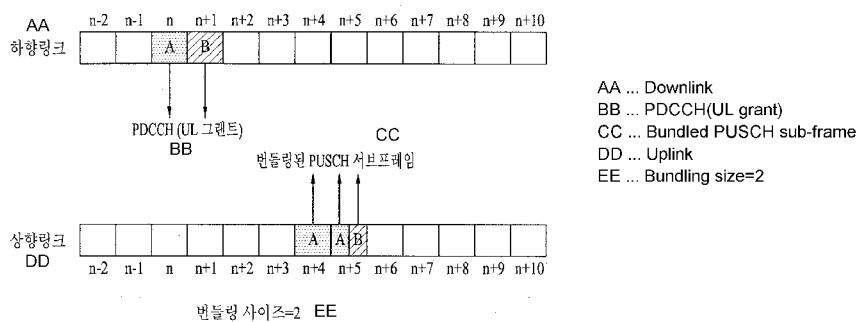 AA
n-2 n-1 n n+1 n+2 n+3 n+4 n+5 n+6 n+7 n+8 n+9 n+10
하향링크
A B
PDCCH (UL 그랜트)
BB
CC
번들링된 PUSCH 서브프레임
상향링크
A A B
DD
n-2 n-1 n n+1 n+2 n+3 n+4 n+5 n+6 n+7 n+8 n+9 n+10
번들링 사이즈=2 EE
AA ... Downlink
BB ... PDCCH(UL grant)
CC ... Bundled PUSCH sub-frame
DD ... Uplink
EE ... Bundling size=2